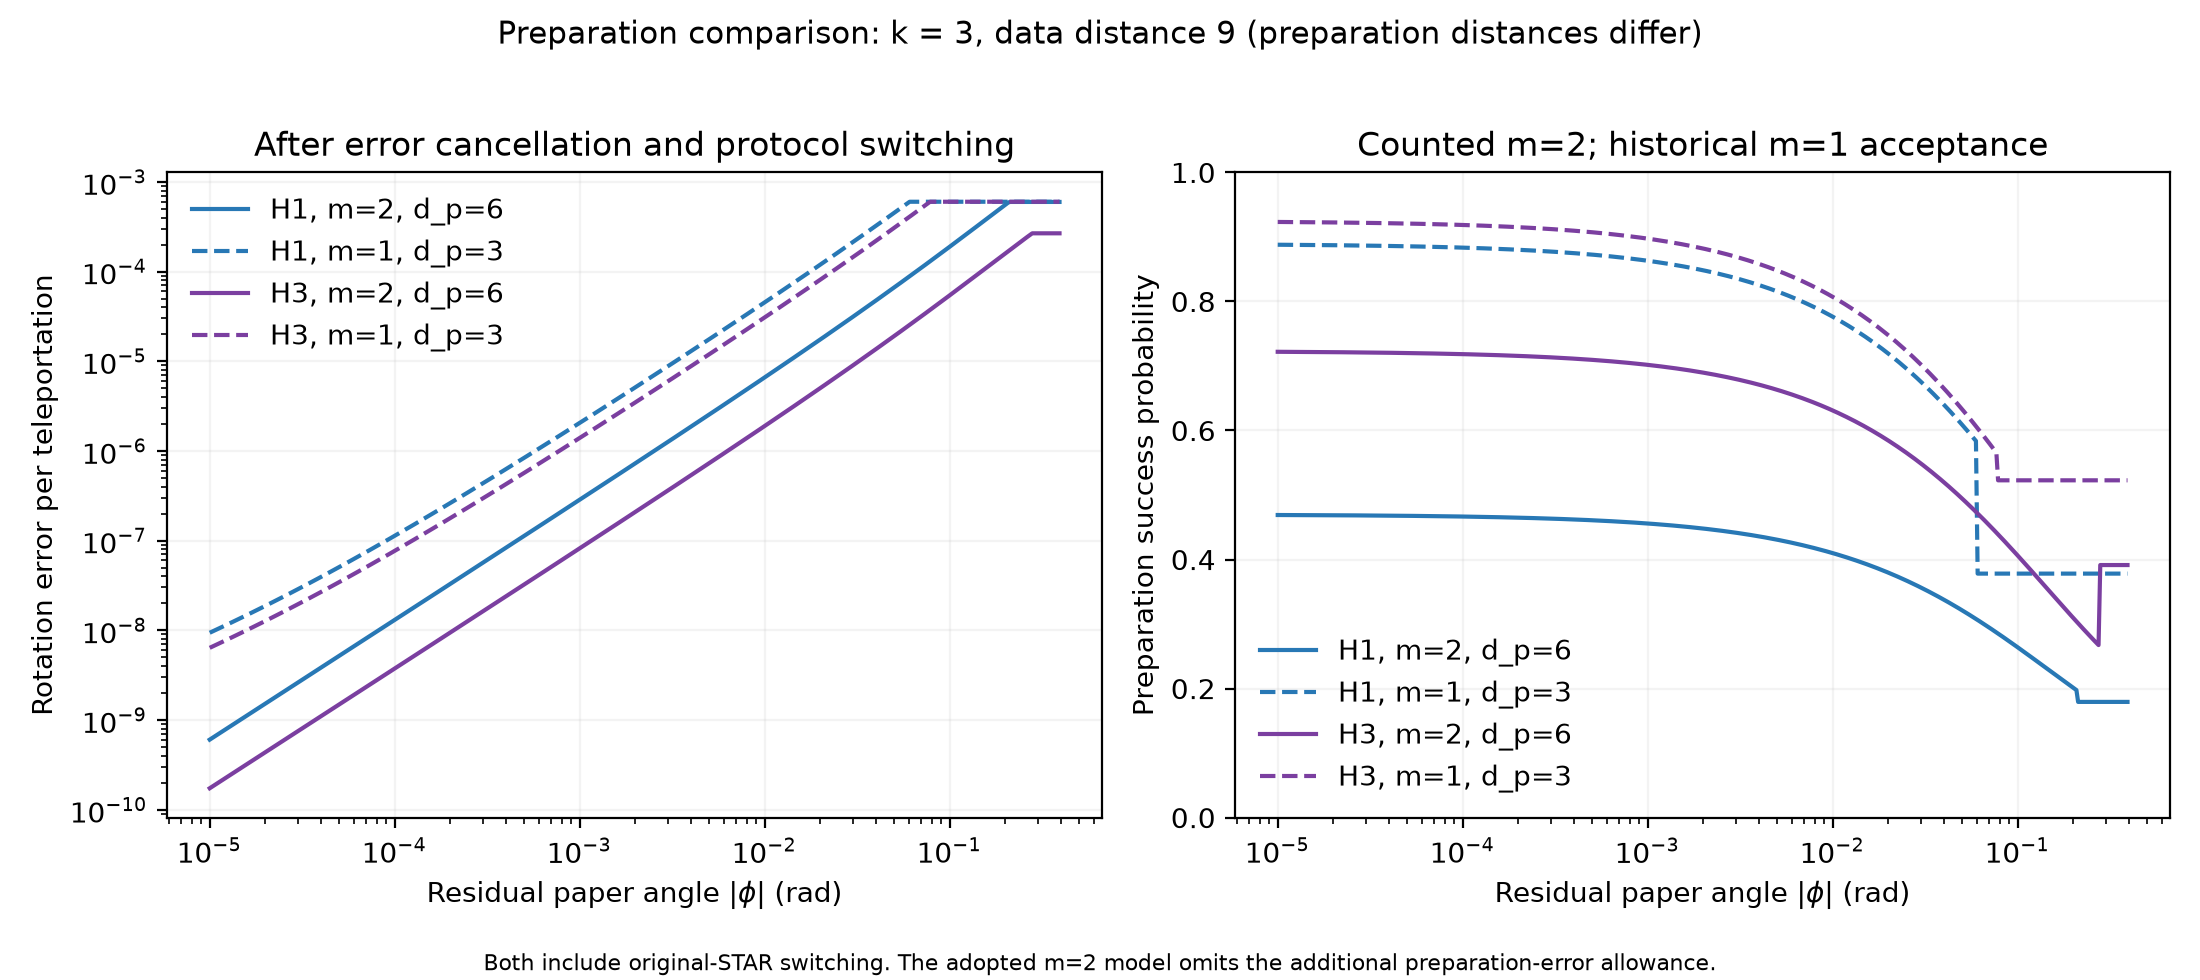 Preparation comparison: k = 3, data distance 9 (preparation distances differ)
After error cancellation and protocol switching
Rotation error per teleportation
10⁻³
10⁻⁴
10⁻⁵
10⁻⁶
10⁻⁷
10⁻⁸
10⁻⁹
10⁻¹⁰
H1, m=2, d_p=6
H1, m=1, d_p=3
H3, m=2, d_p=6
H3, m=1, d_p=3
10⁻⁵ 10⁻⁴ 10⁻³ 10⁻² 10⁻¹
Residual paper angle |ϕ| (rad)
Counted m=2; historical m=1 acceptance
Preparation success probability
1.0
0.8
0.6
0.4
0.2
0.0
H1, m=2, d_p=6
H1, m=1, d_p=3
H3, m=2, d_p=6
H3, m=1, d_p=3
10⁻⁵ 10⁻⁴ 10⁻³ 10⁻² 10⁻¹
Residual paper angle |ϕ| (rad)
Both include original-STAR switching. The adopted m=2 model omits the additional preparation-error allowance.